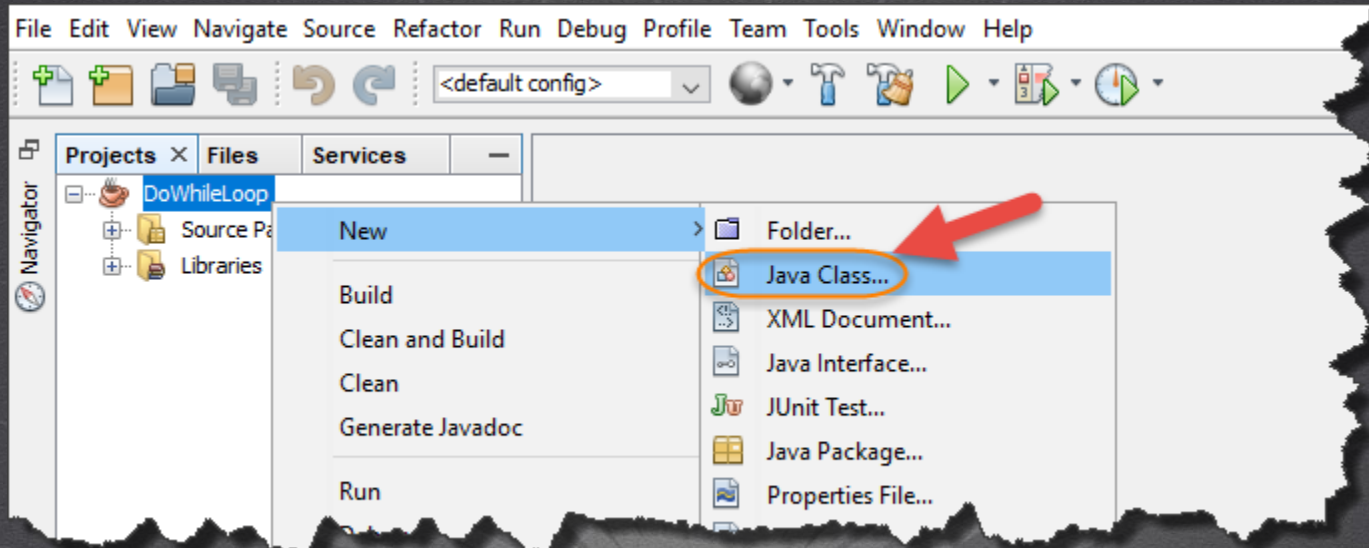 File Edit View Navigate Source Refactor Run Debug Profile Team Tools Window Help
<default config>
Projects Files Services
Navigator
DoWhileLoop
Source Pa
Libraries
New
Build
Clean and Build
Clean
Generate Javadoc
Run
Folder...
Java Class...
XML Document...
Java Interface...
JUnit Test...
Java Package...
Properties File...